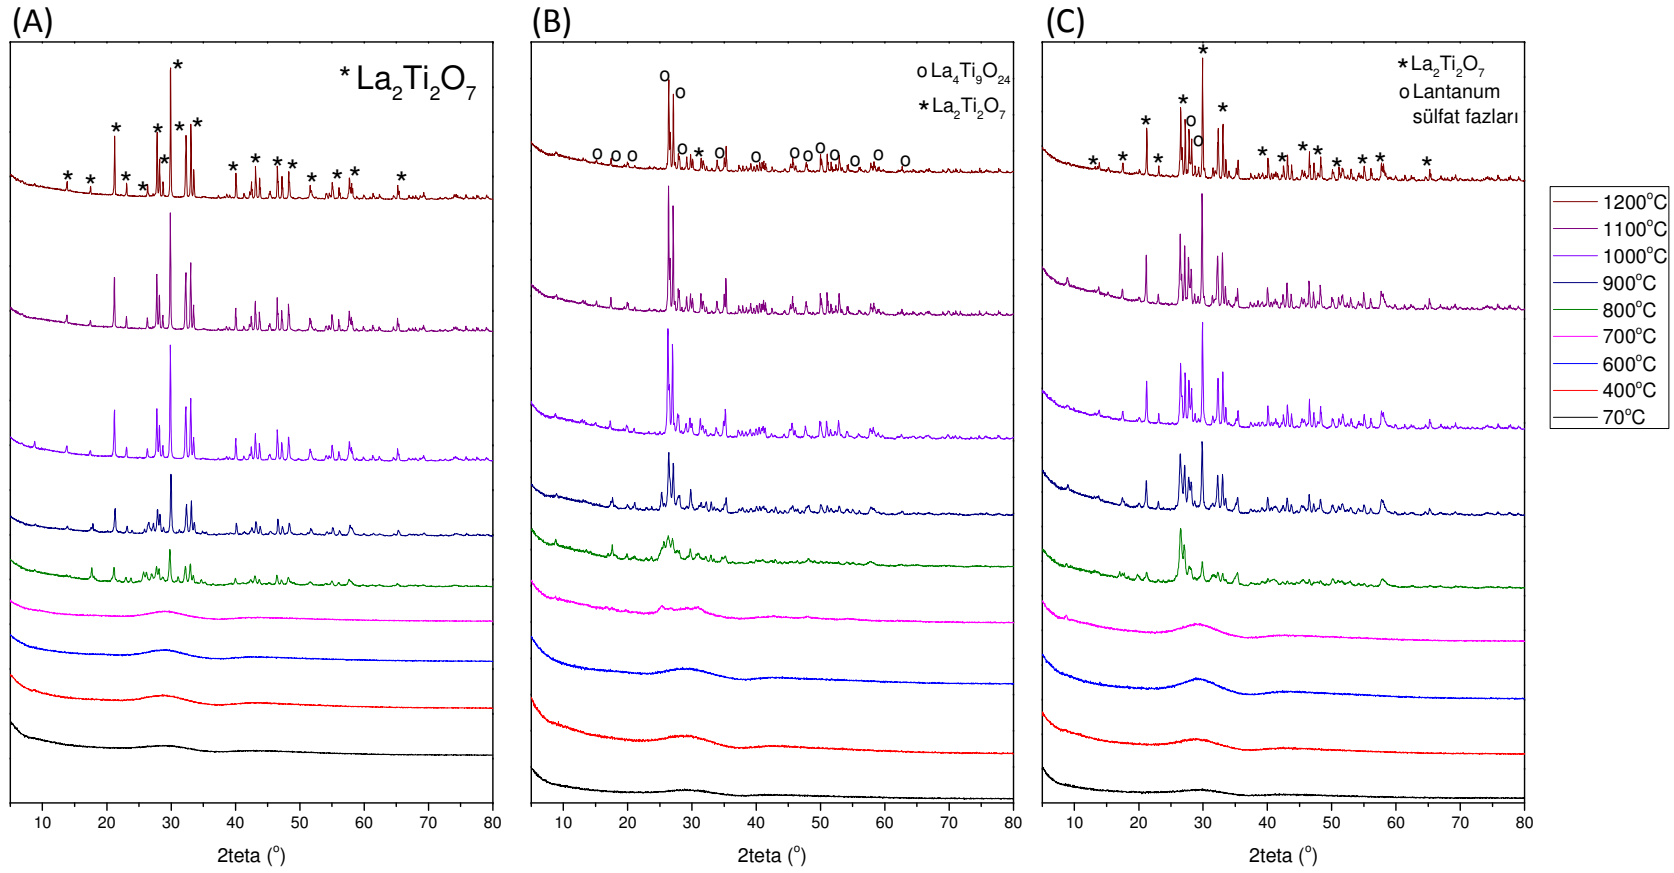 (A)
* La₂Ti₂O₇
10 20 30 40 50 60 70 80
2teta (°)
(B)
o La₄Ti₉O₂₄
* La₂Ti₂O₇
10 20 30 40 50 60 70 80
2teta (°)
(C)
* La₂Ti₂O₇
o Lantanum
sülfat fazları
10 20 30 40 50 60 70 80
2teta (°)
1200°C
1100°C
1000°C
900°C
800°C
700°C
600°C
400°C
70°C